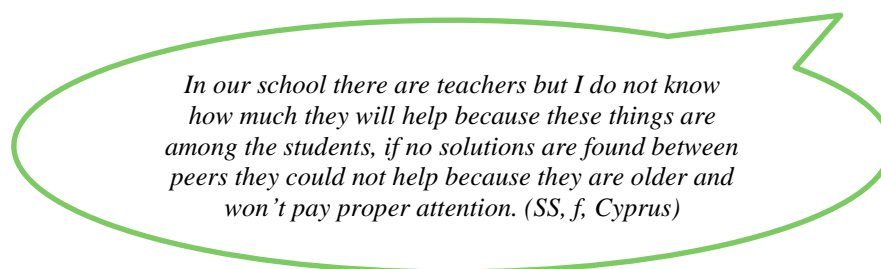 In our school there are teachers but I do not know
how much they will help because these things are
among the students, if no solutions are found between
peers they could not help because they are older and
won’t pay proper attention. (SS, f, Cyprus)